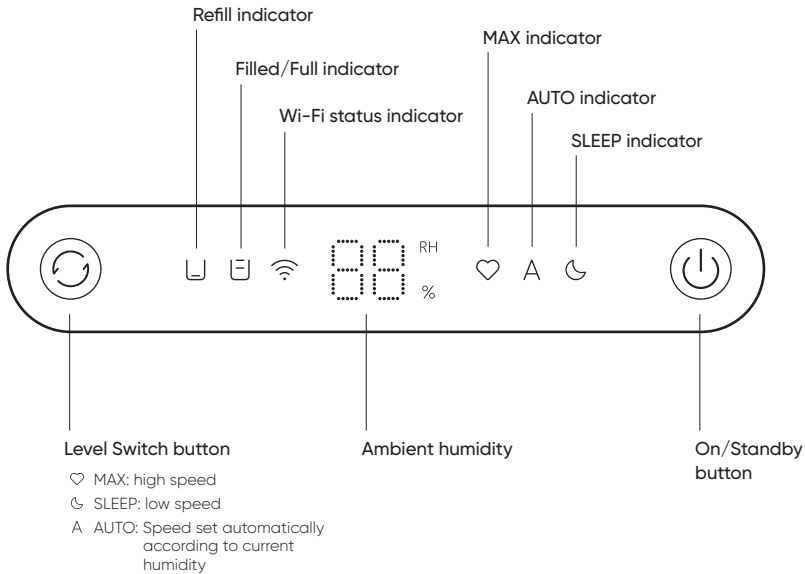 Refill indicator
MAX indicator
Filled/Full indicator
AUTO indicator
Wi-Fi status indicator
SLEEP indicator
88
RH
A
%
Level Switch button
MAX: high speed
SLEEP: low speed
A AUTO: Speed set automatically
according to current
humidity
Ambient humidity
On/Standby
button